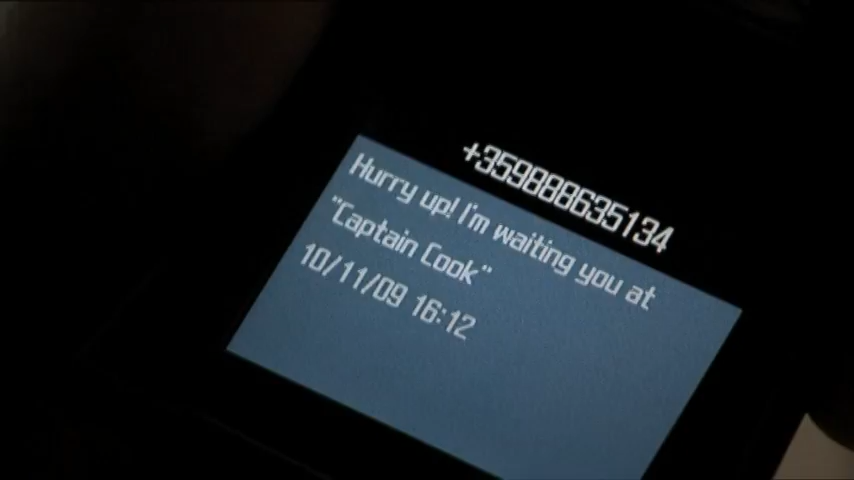 +359888635134
Hurry up! I'm waiting you at
"Captain Cook"
10/11/09 16:12